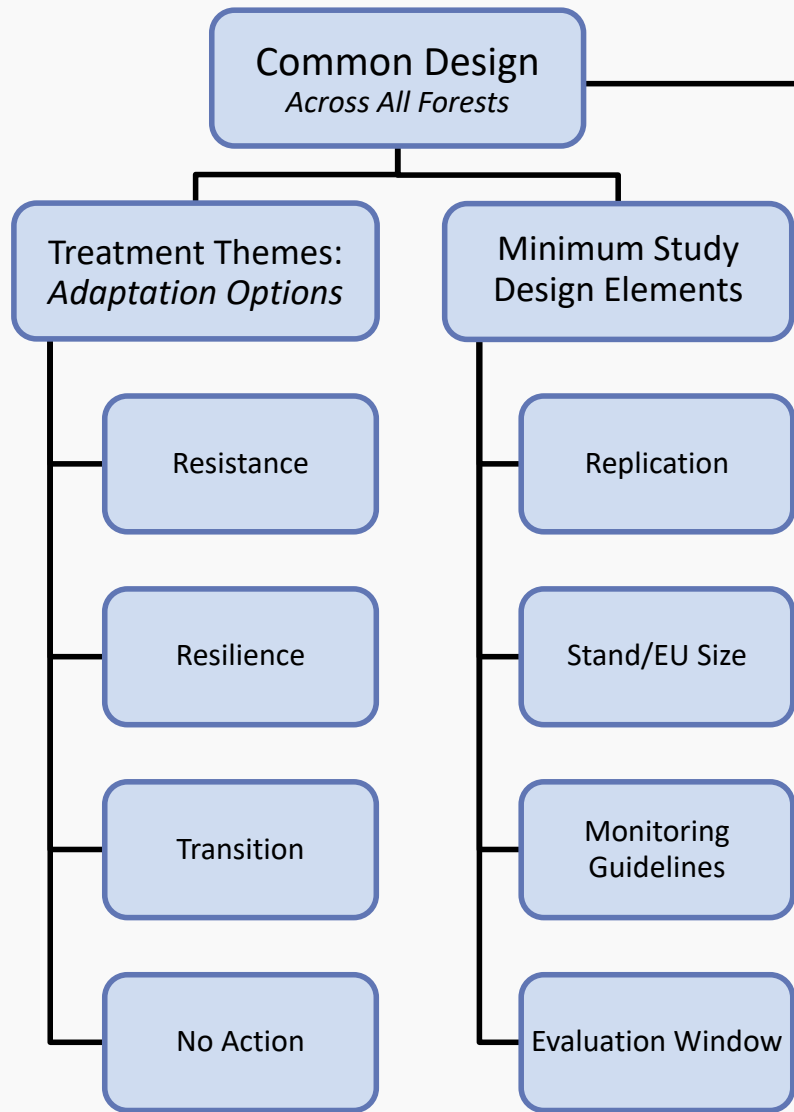 Common Design
Across All Forests
Treatment Themes:
Adaptation Options
Resistance
Resilience
Transition
No Action
Minimum Study
Design Elements
Replication
Stand/EU Size
Monitoring
Guidelines
Evaluation Window